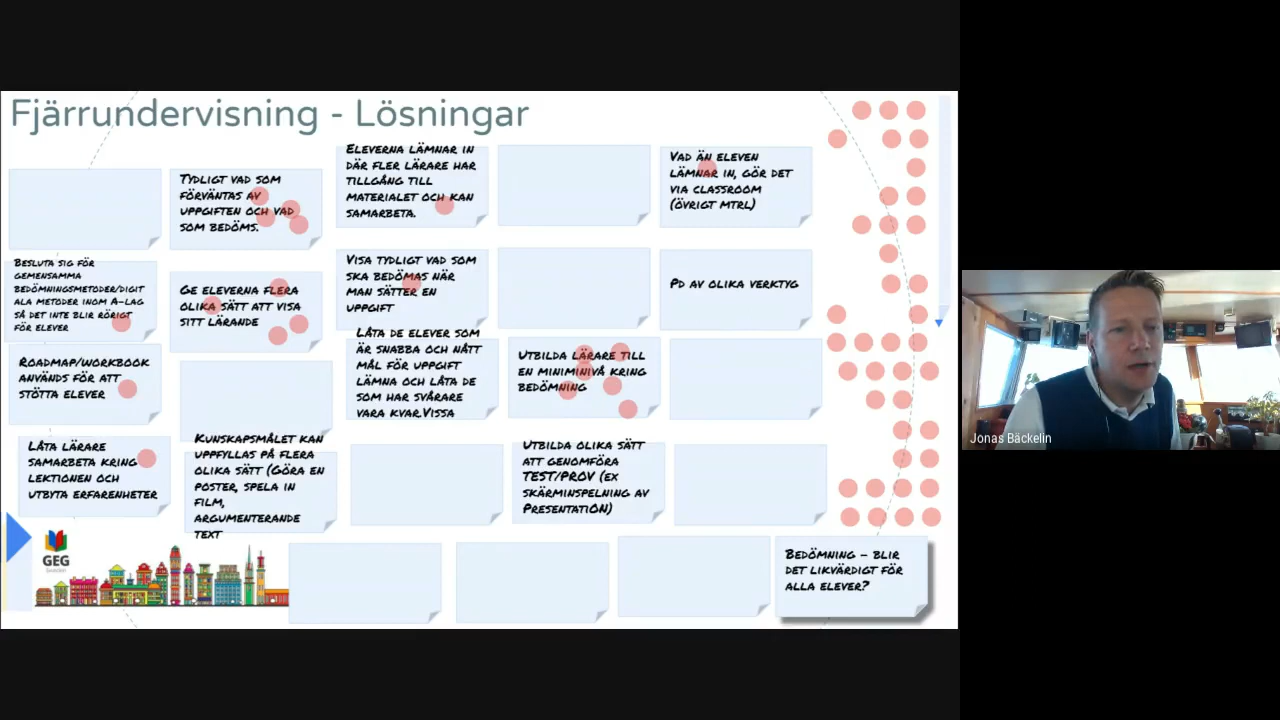 Fjärrundervisning - Lösningar
Tydligt vad som
förväntas av
uppgiften och vad
som bedöms.
Eleverna lämnar in
där fler lärare har
tillgång till
materialet och kan
samarbeta.
Vad än eleven
lämnar in, gör det
via classroom
(övrigt mtrl)
Besluta sig för
gemensamma
bedömningsmetoder/digit
ala metoder inom A-lag
så det inte blir rörigt
för elever
Ge eleverna flera
olika sätt att visa
sitt lärande
Visa tydligt vad som
ska bedömas när
man sätter en
uppgift
PD av olika verktyg
Roadmap/workbook
används för att
stötta elever
Låta de elever som
är snabba och nått
mål för uppgift
lämna och låta de
som har svårare
vara kvar.Vissa
Utbilda lärare till
en miniminivå kring
bedömning
Låta lärare
samarbeta kring
lektionen och
utbyta erfarenheter
Kunskapsmålet kan
uppfyllas på flera
olika sätt (Göra en
poster, spela in
film,
argumenterande
text
Utbilda olika sätt
att genomföra
TEST/PROV (ex
skärminspelning av
PresentatiON)
Bedömning – blir
det likvärdigt för
alla elever?
GEG
Sweden
Jonas Bäckelin